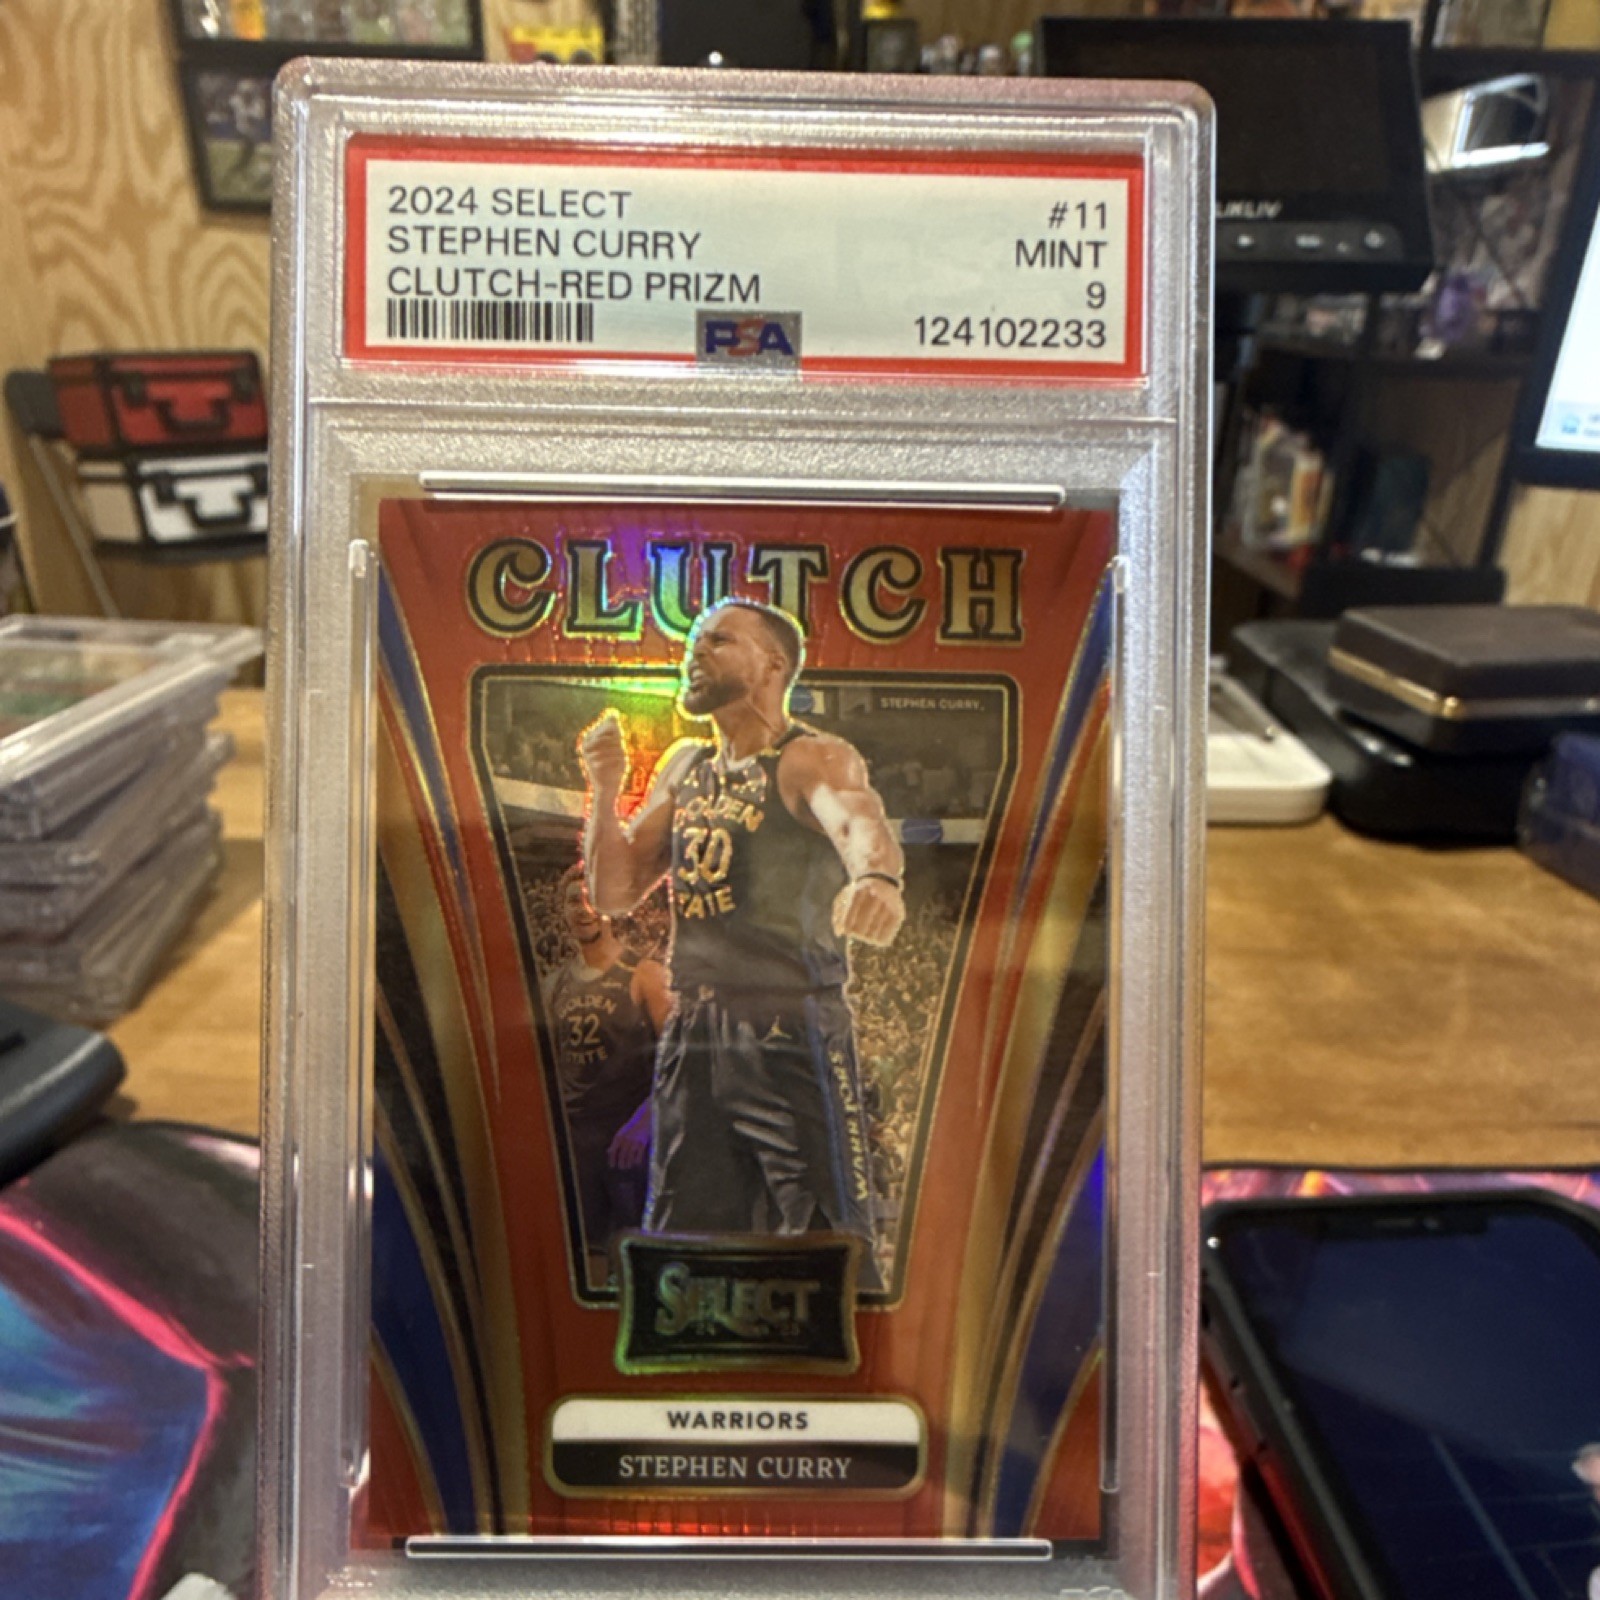 2024 SELECT
STEPHEN CURRY
CLUTCH-RED PRIZM
#11
MINT
9
124102233
PSA
CLUTCH
STEPHEN CURRY
GOLDEN
30
GOLDEN
32
STATE
WARRIORS
SELECT
WARRIORS
STEPHEN CURRY